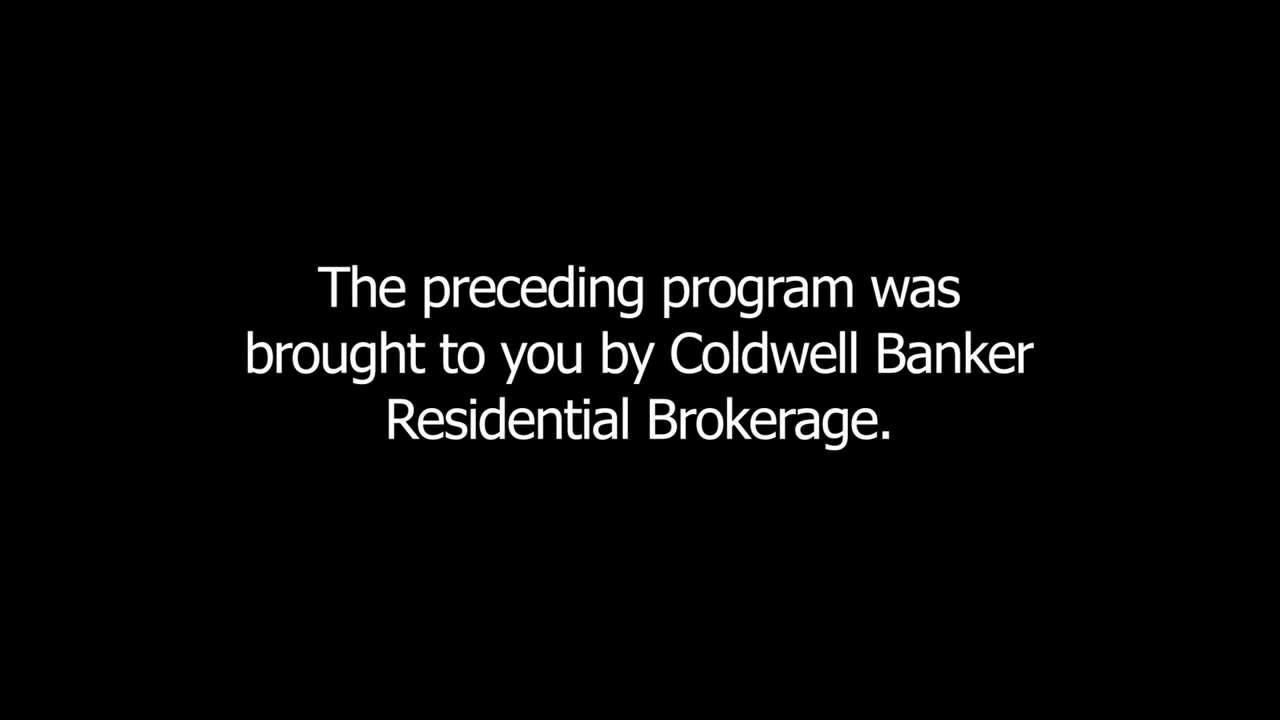 The preceding program was
brought to you by Coldwell Banker
Residential Brokerage.